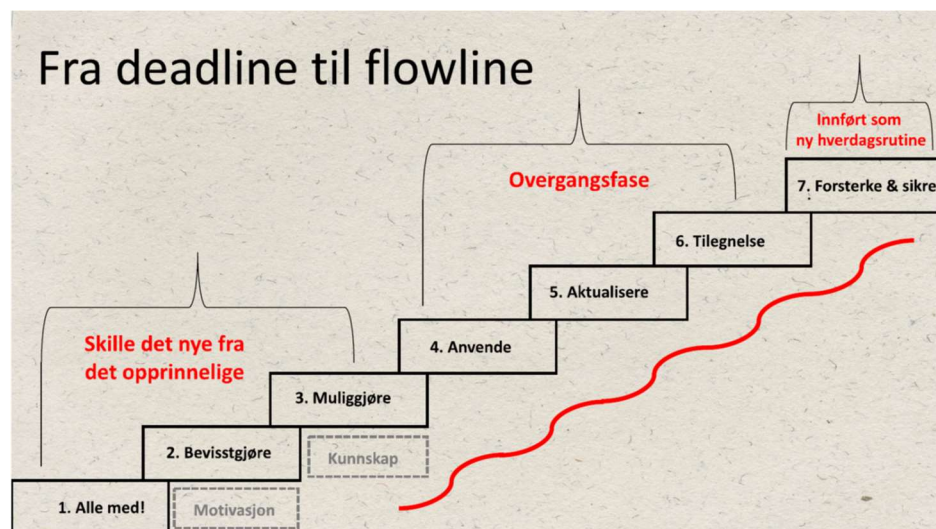 Fra deadline til flowline
Innført som
ny hverdagsrutine
Overgangsfase
7. Forsterke & sikre
6. Tilegnelse
5. Aktualisere
Skille det nye fra
det opprinnelige
4. Anvende
3. Muliggjøre
2. Bevisstgjøre
Kunnskap
1. Alle med!
Motivasjon